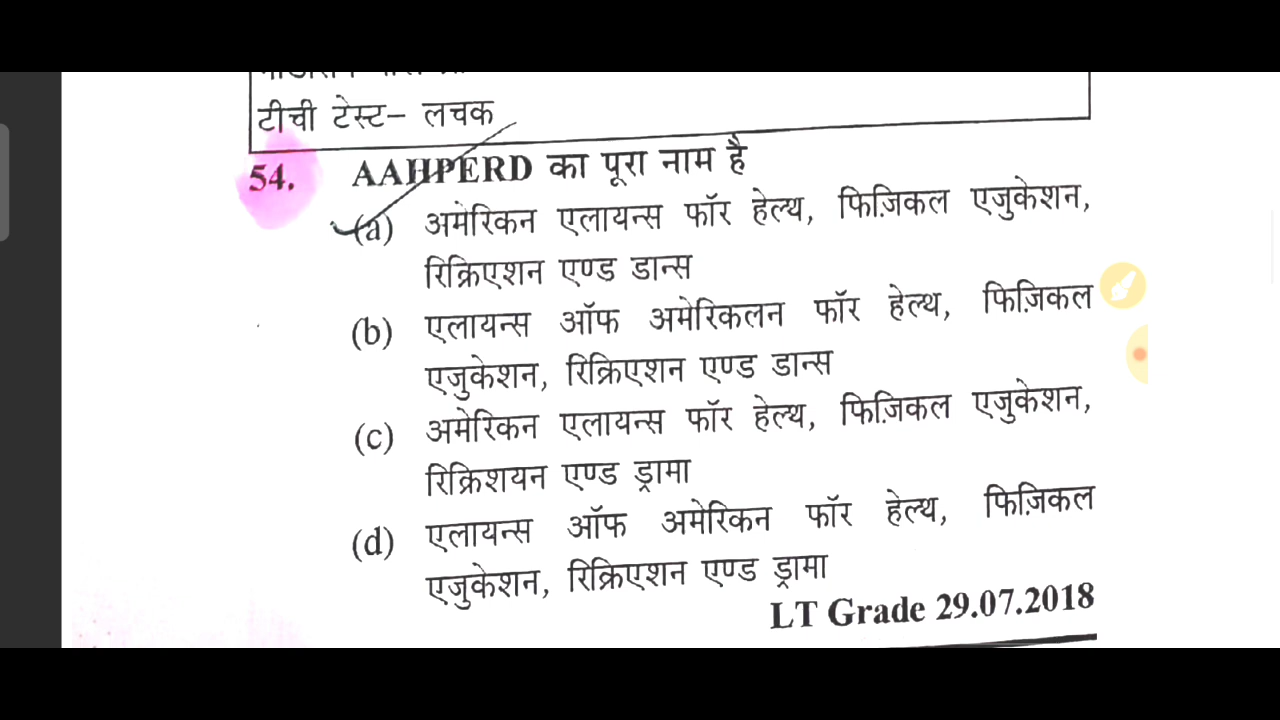 टीची टेस्ट– लचक
54. AAHPERD का पूरा नाम है
(a) अमेरिकन एलायन्स फॉर हेल्थ, फिज़िकल एजुकेशन,
रिक्रिएशन एण्ड डान्स
(b) एलायन्स ऑफ अमेरिकलन फॉर हेल्थ, फिज़िकल
एजुकेशन, रिक्रिएशन एण्ड डान्स
(c) अमेरिकन एलायन्स फॉर हेल्थ, फिज़िकल एजुकेशन,
रिक्रिशयन एण्ड ड्रामा
(d) एलायन्स ऑफ अमेरिकन फॉर हेल्थ, फिज़िकल
एजुकेशन, रिक्रिएशन एण्ड ड्रामा
LT Grade 29.07.2018